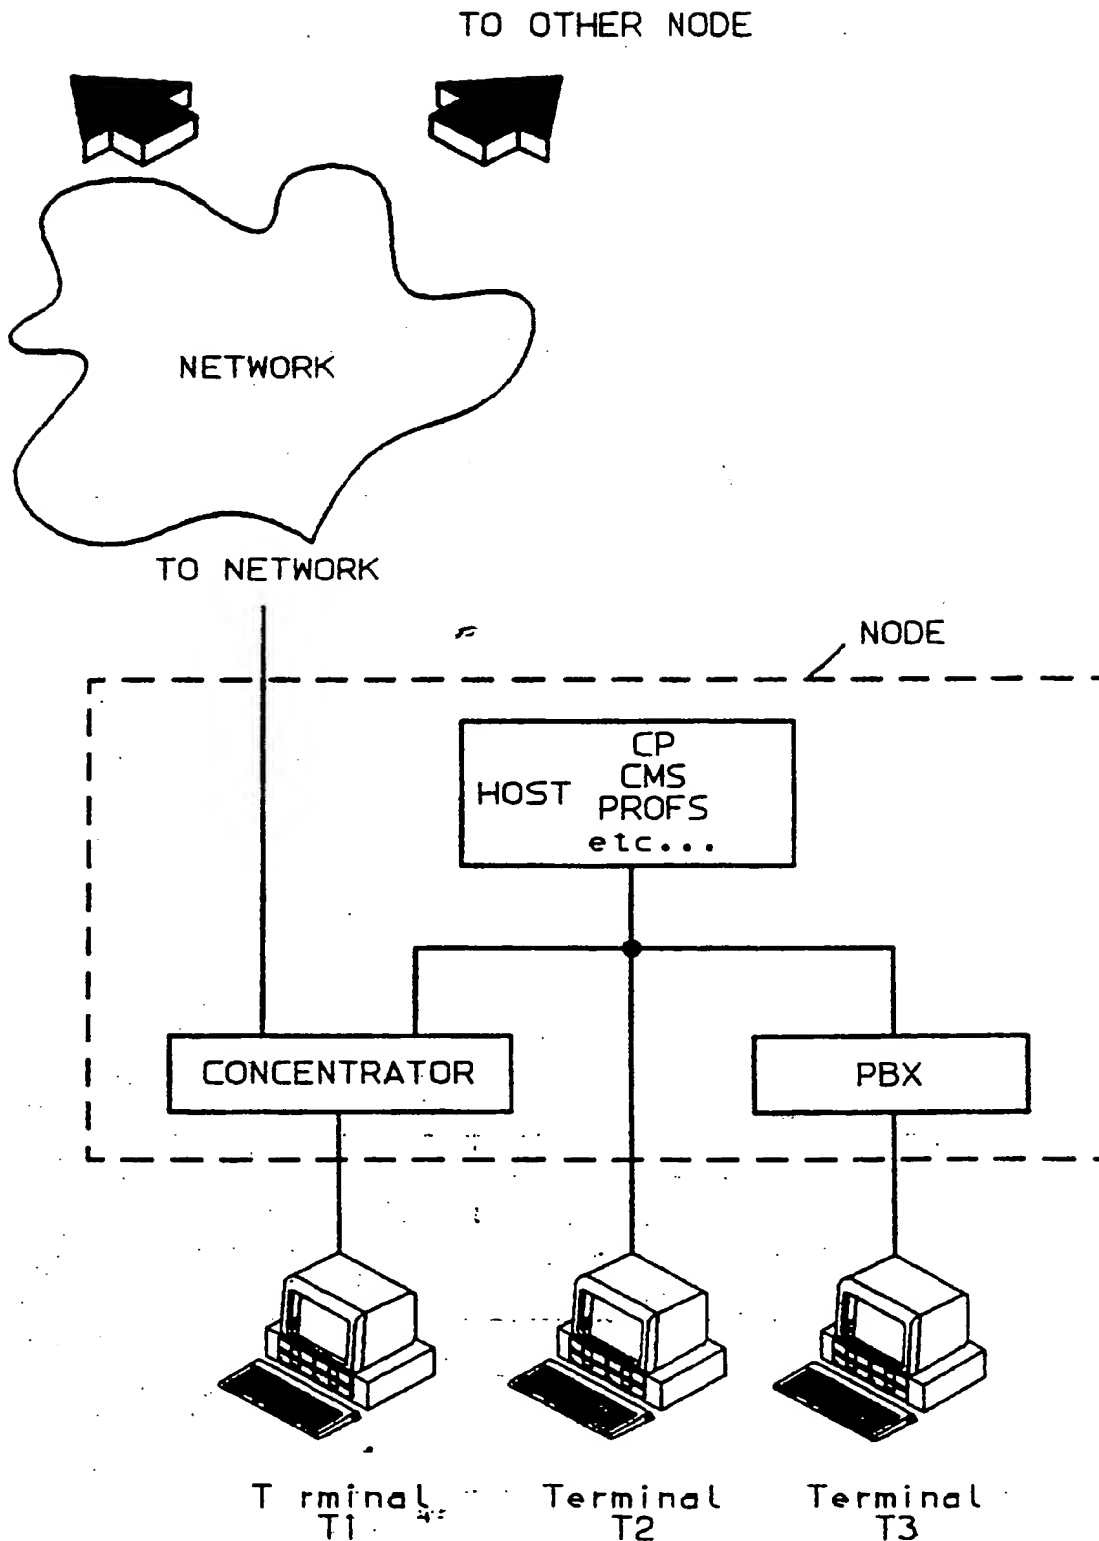 TO OTHER NODE
NETWORK
TO NETWORK
NODE
CP
CMS
HOST PROFS
etc...
CONCENTRATOR
PBX
T rminal Terminal Terminal
T1 T2 T3